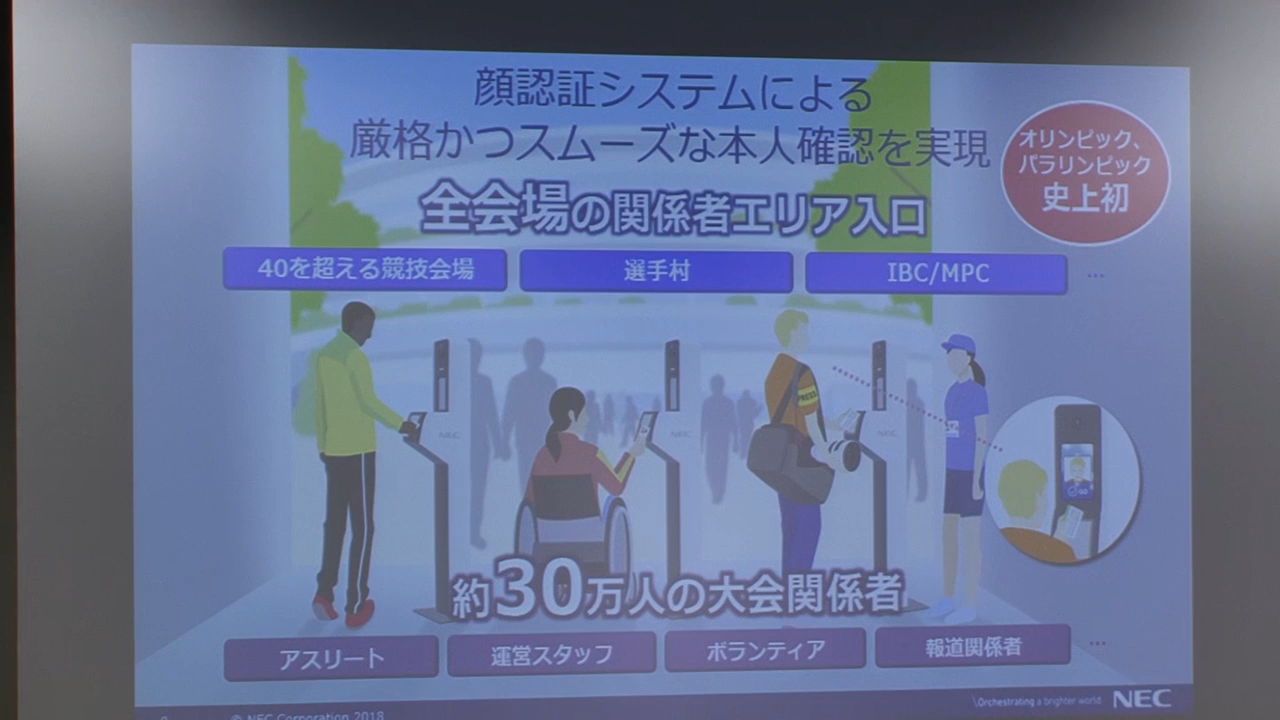 顔認証システムによる
厳格かつスムーズな本人確認を実現
オリンピック、
パラリンピック
史上初
全会場の関係者エリア入口
40を超える競技会場
選手村
IBC/MPC
...
NEC
NEC
NEC
PRESS
GO
約30万人の大会関係者
アスリート
運営スタッフ
ボランティア
報道関係者
...
© NEC Corporation 2018
\Orchestrating a brighter world
NEC